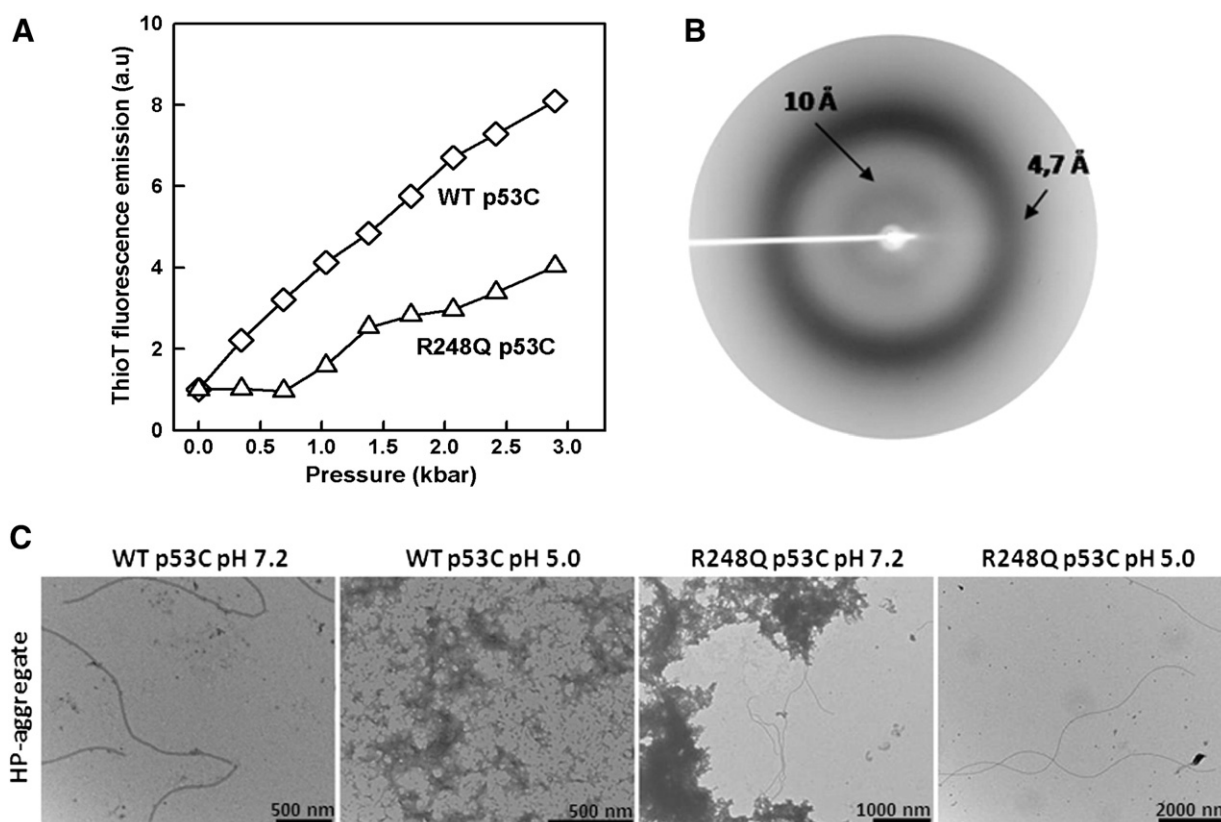 A
ThioT fluorescence emission (a.u)
10
8
6
4
2
0
WT p53C
R248Q p53C
0.0 0.5 1.0 1.5 2.0 2.5 3.0
Pressure (kbar)
B
10 Å
4,7 Å
C
WT p53C pH 7.2 WT p53C pH 5.0 R248Q p53C pH 7.2 R248Q p53C pH 5.0
HP-aggregate
500 nm 500 nm 1000 nm 2000 nm